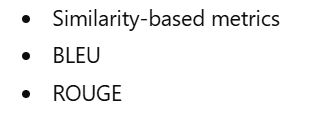 • Similarity-based metrics
• BLEU
• ROUGE